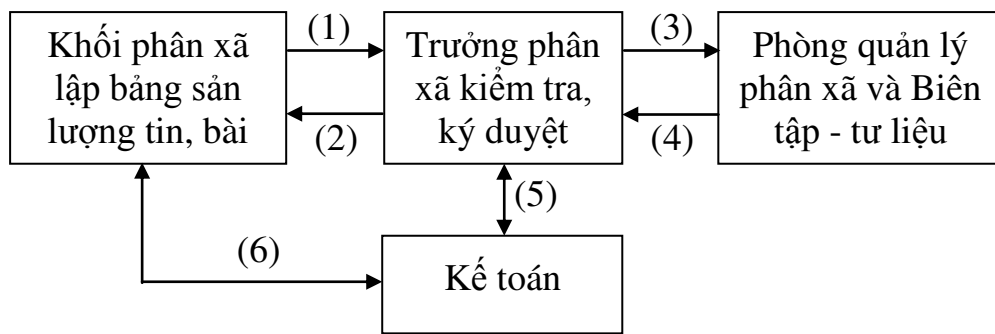 Khối phân xã
lập bảng sản
lượng tin, bài
(1)
(2)
Trưởng phân
xã kiểm tra,
ký duyệt
(3)
(4)
Phòng quản lý
phân xã và Biên
tập - tư liệu
(5)
(6)
Kế toán